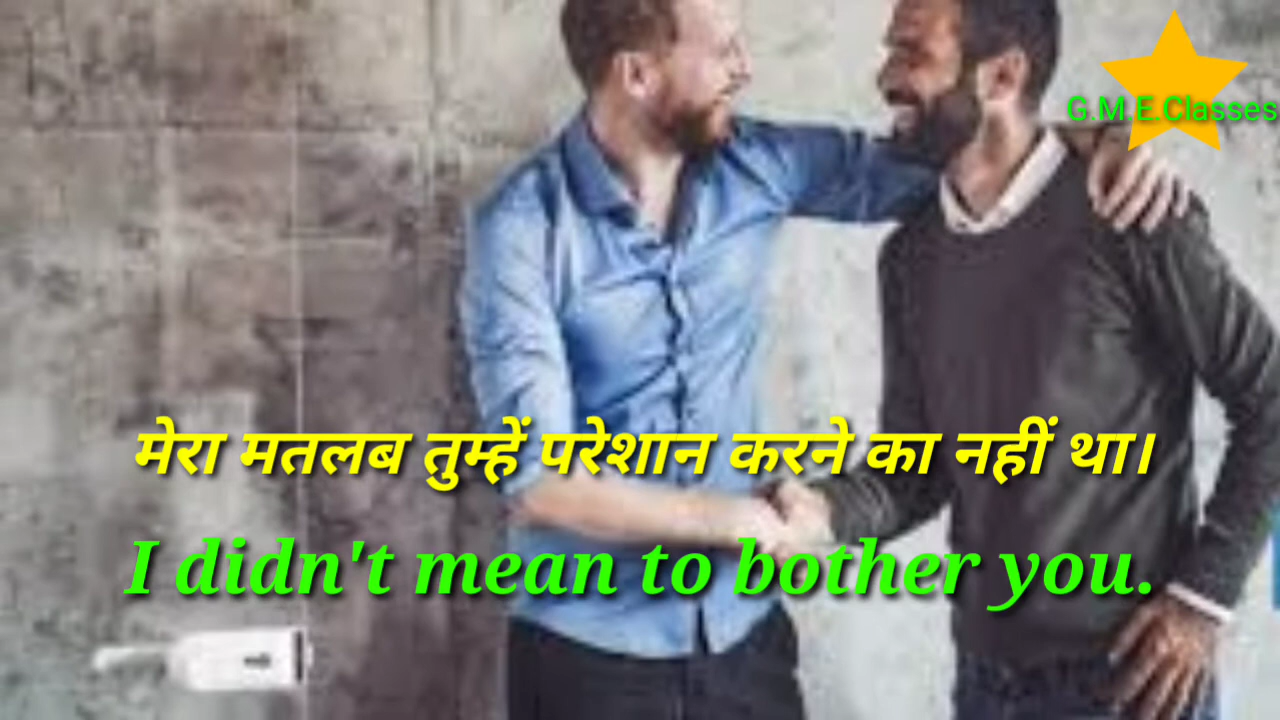 G.M.E.Classes
मेरा मतलब तुम्हें परेशान करने का नहीं था।
I didn't mean to bother you.